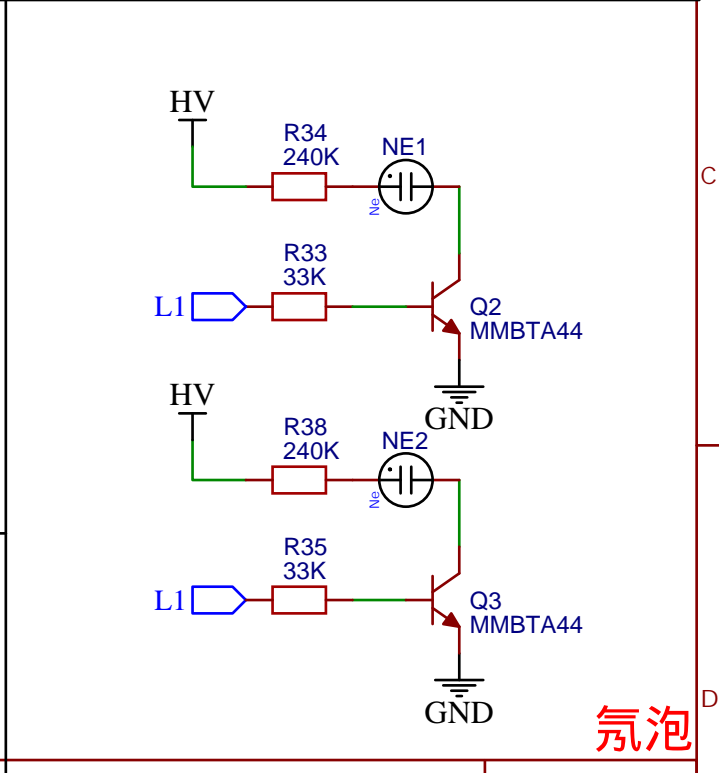 HV
R34
240K
NE1
Ne
C
R33
33K
L1
Q2
MMBTA44
GND
HV
R38
240K
NE2
Ne
R35
33K
L1
Q3
MMBTA44
GND
D
氖泡